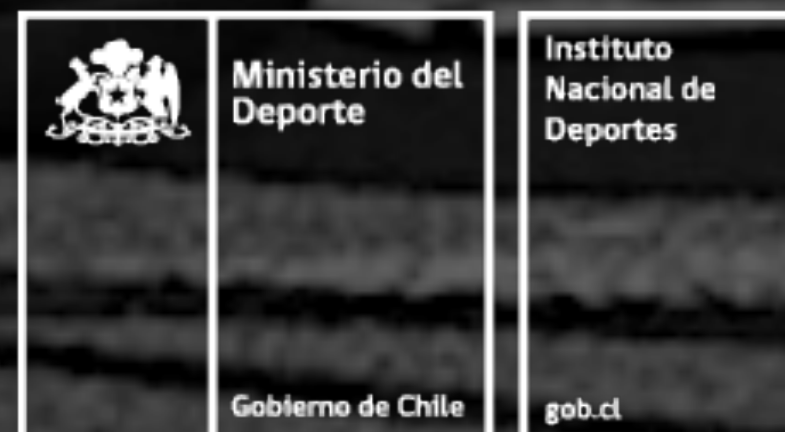 Ministerio del
Deporte
Gobierno de Chile
Instituto
Nacional de
Deportes
gob.cl